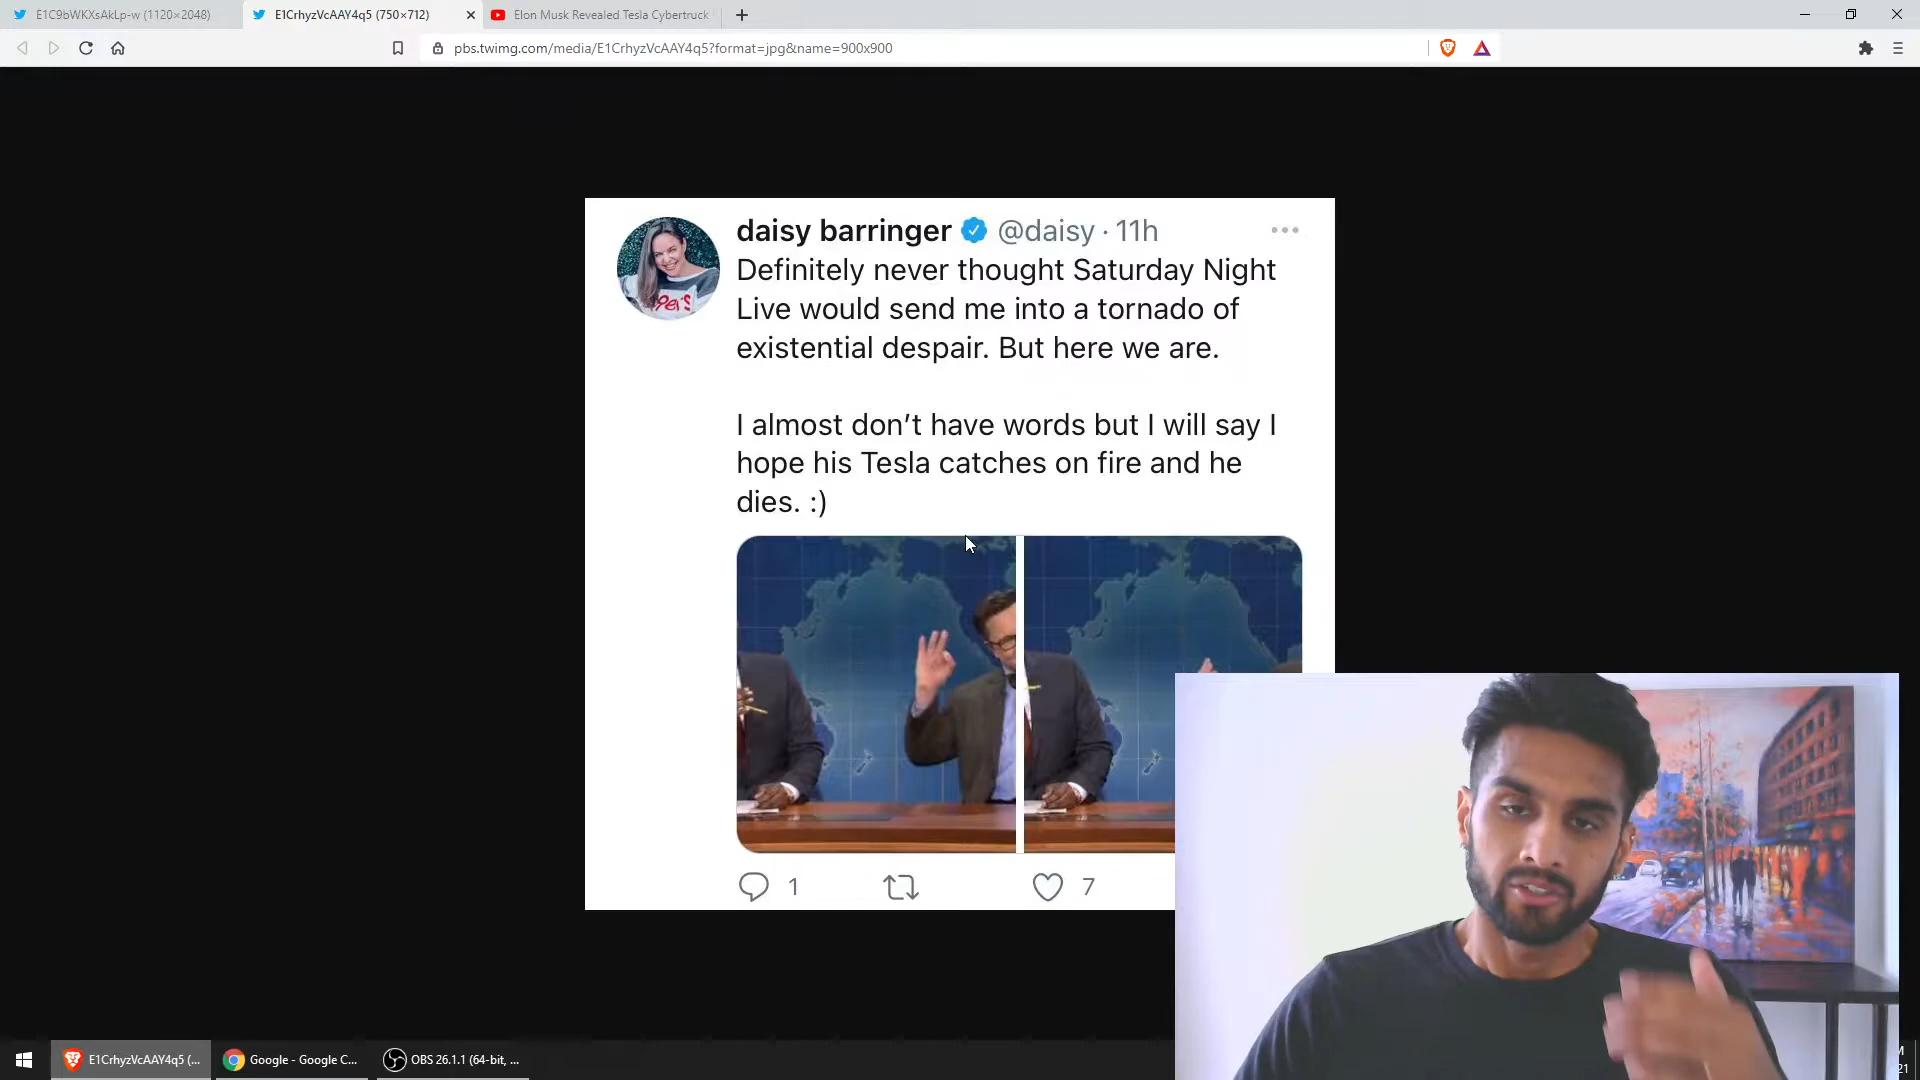 E1C9bWKXsAkLp-w (1120×2048)
E1CrhyzVcAAY4q5 (750×712)
Elon Musk Revealed Tesla Cybertruck
pbs.twimg.com/media/E1CrhyzVcAAY4q5?format=jpg&name=900x900
daisy barringer @daisy · 11h
Definitely never thought Saturday Night
Live would send me into a tornado of
existential despair. But here we are.
I almost don’t have words but I will say I
hope his Tesla catches on fire and he
dies. :)
1
7
E1CrhyzVcAAY4q5 (...
Google - Google C...
OBS 26.1.1 (64-bit, ...